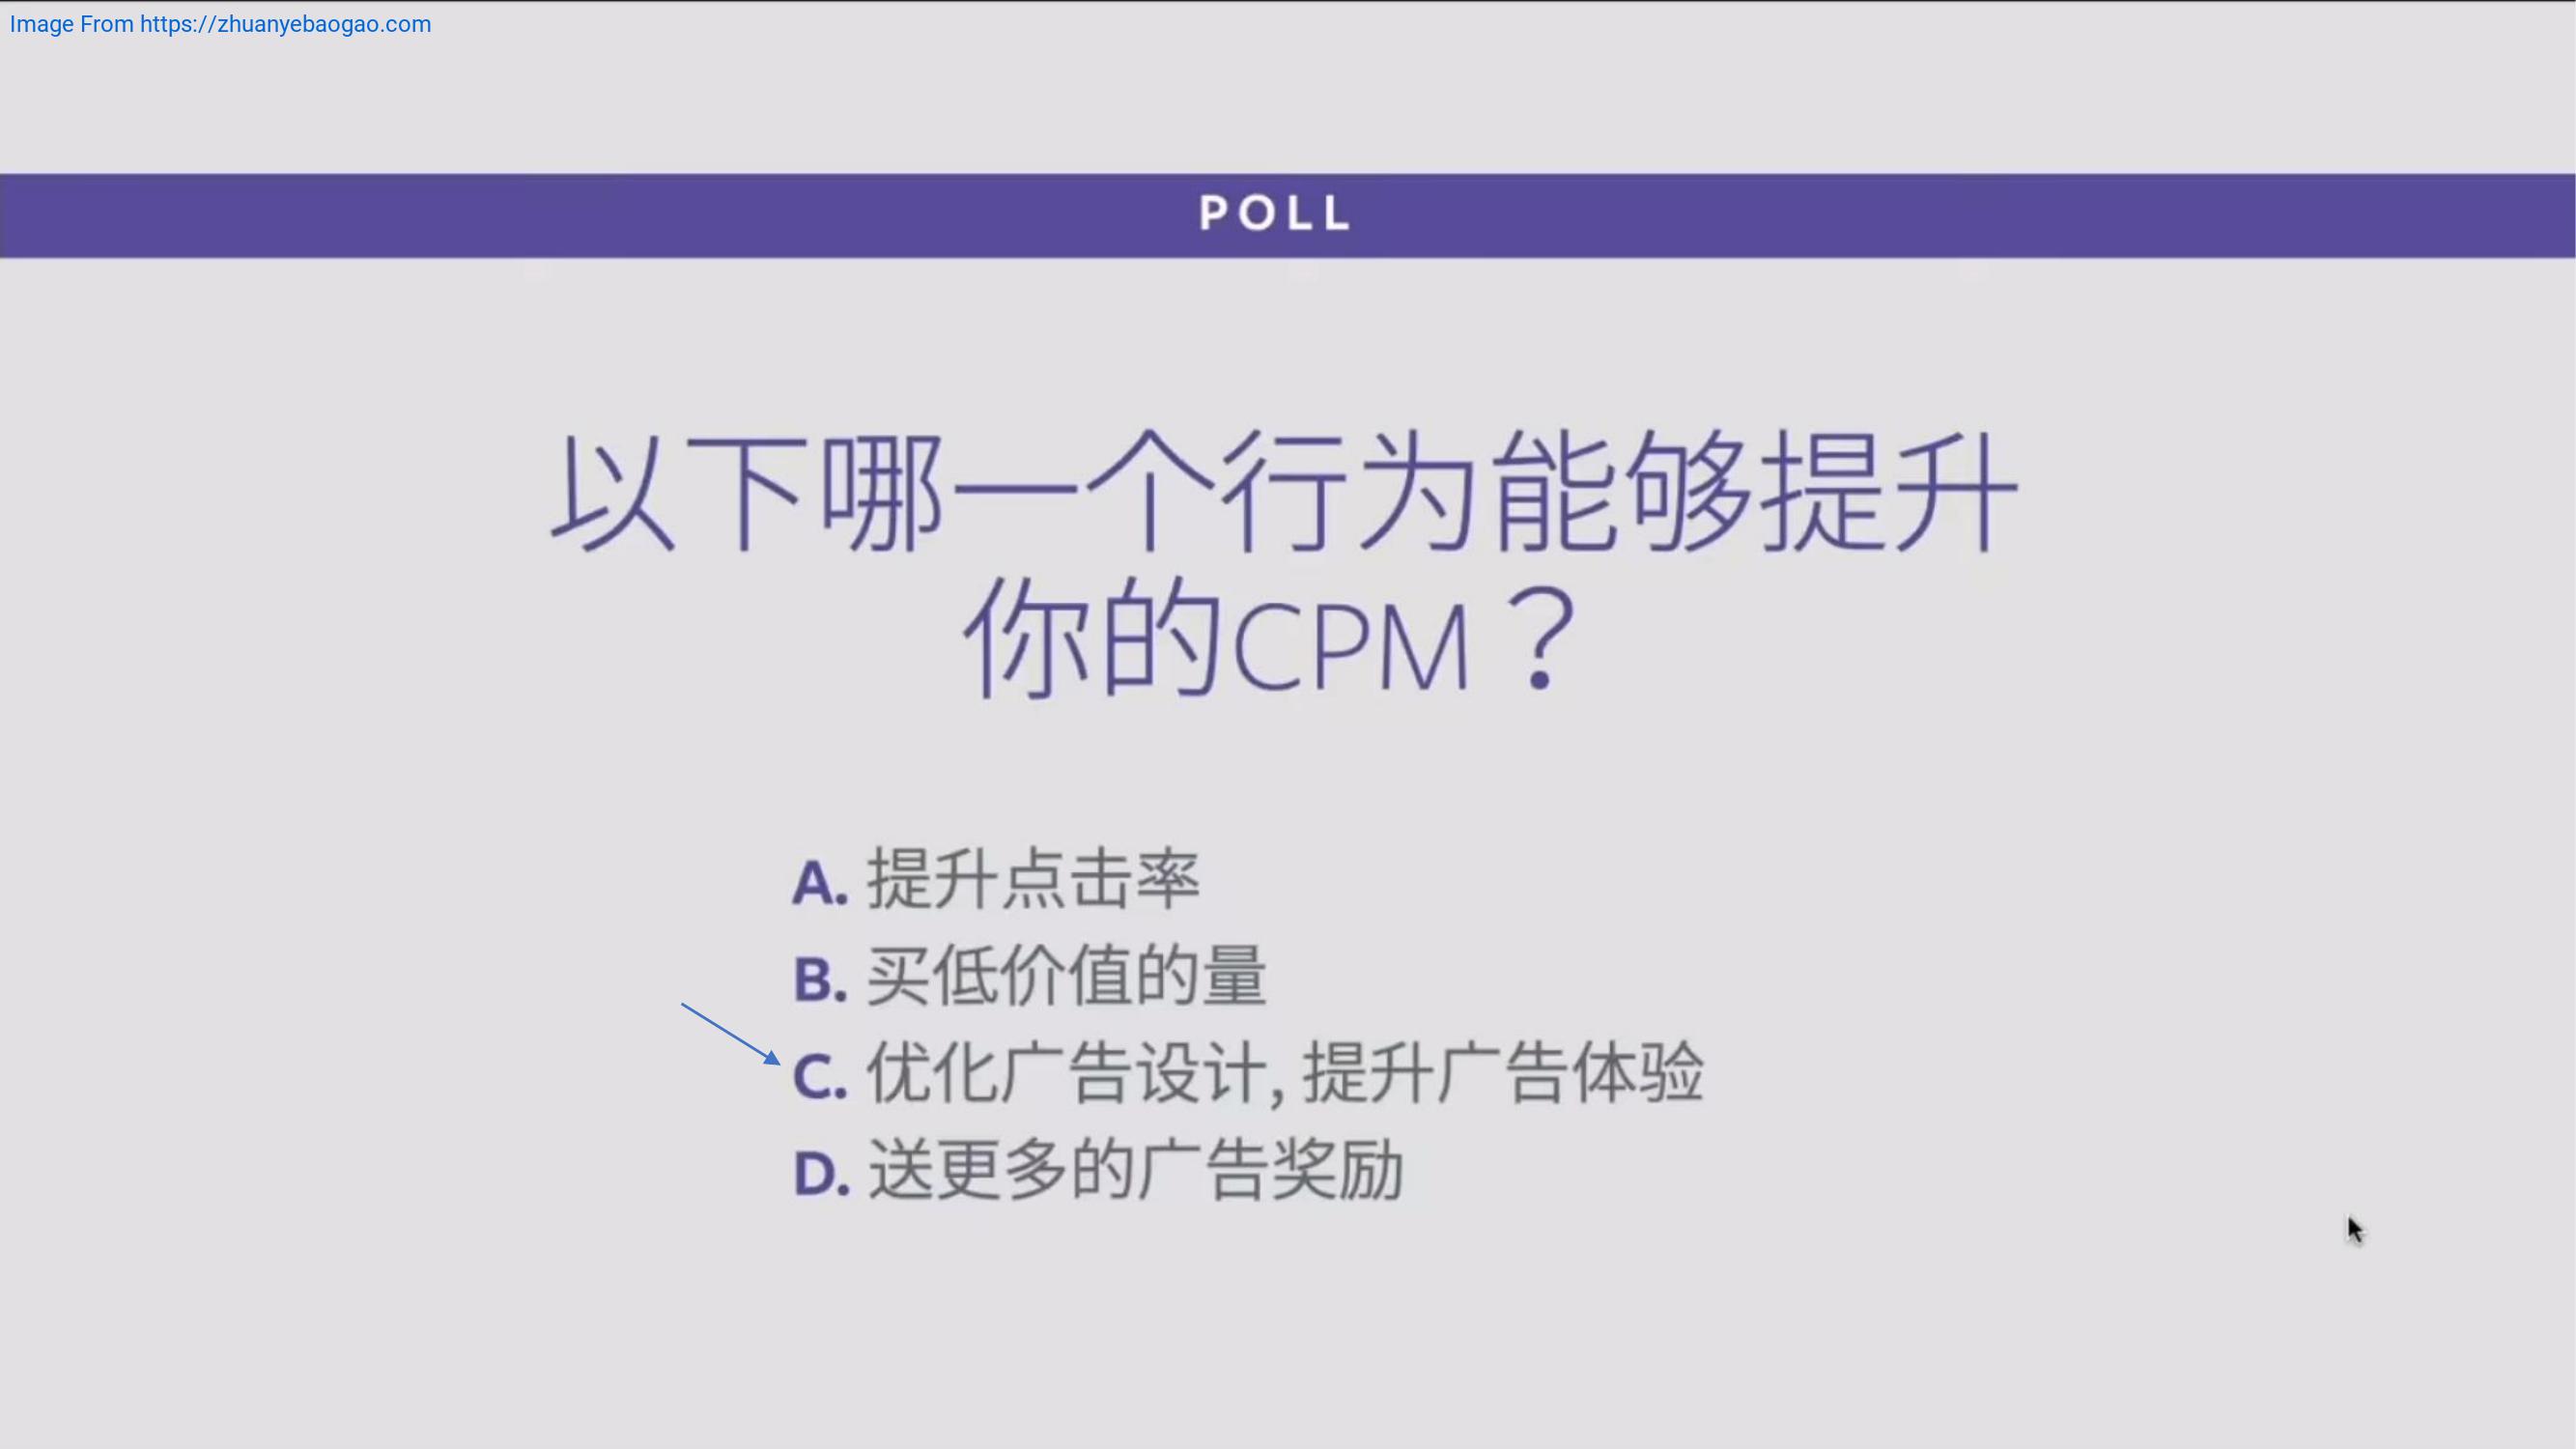 Image From https://zhuanyebaogao.com
POLL
以下哪一个行为能够提升
你的CPM？
A. 提升点击率
B. 买低价值的量
C. 优化广告设计, 提升广告体验
D. 送更多的广告奖励